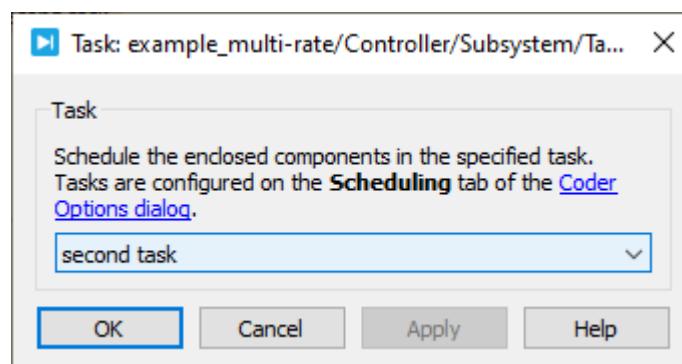 Task: example_multi-rate/Controller/Subsystem/Ta...
Task
Schedule the enclosed components in the specified task.
Tasks are configured on the Scheduling tab of the Coder
Options dialog.
second task
OK Cancel Apply Help